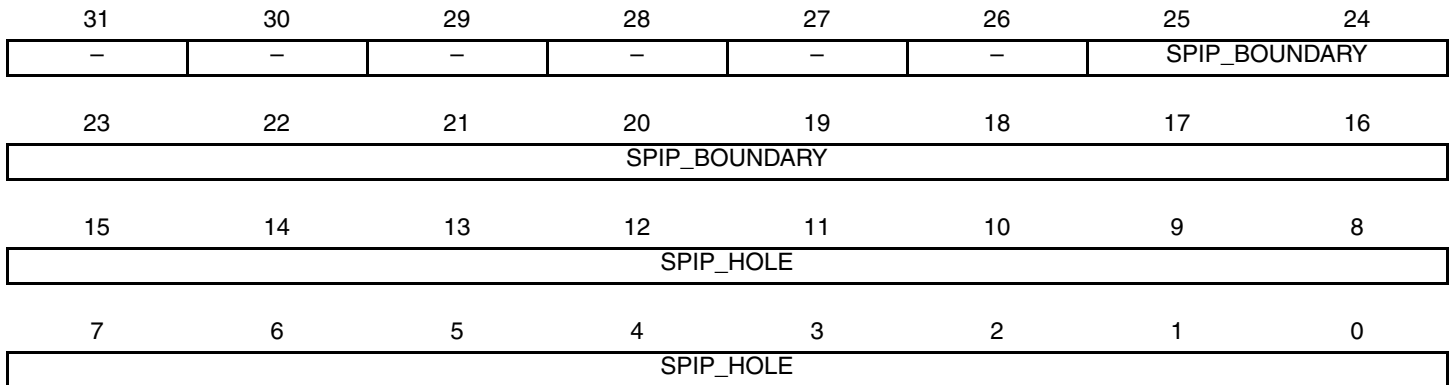 31 30 29 28 27 26 25 24
– – – – – – SPIP_BOUNDARY
23 22 21 20 19 18 17 16
SPIP_BOUNDARY
15 14 13 12 11 10 9 8
SPIP_HOLE
7 6 5 4 3 2 1 0
SPIP_HOLE